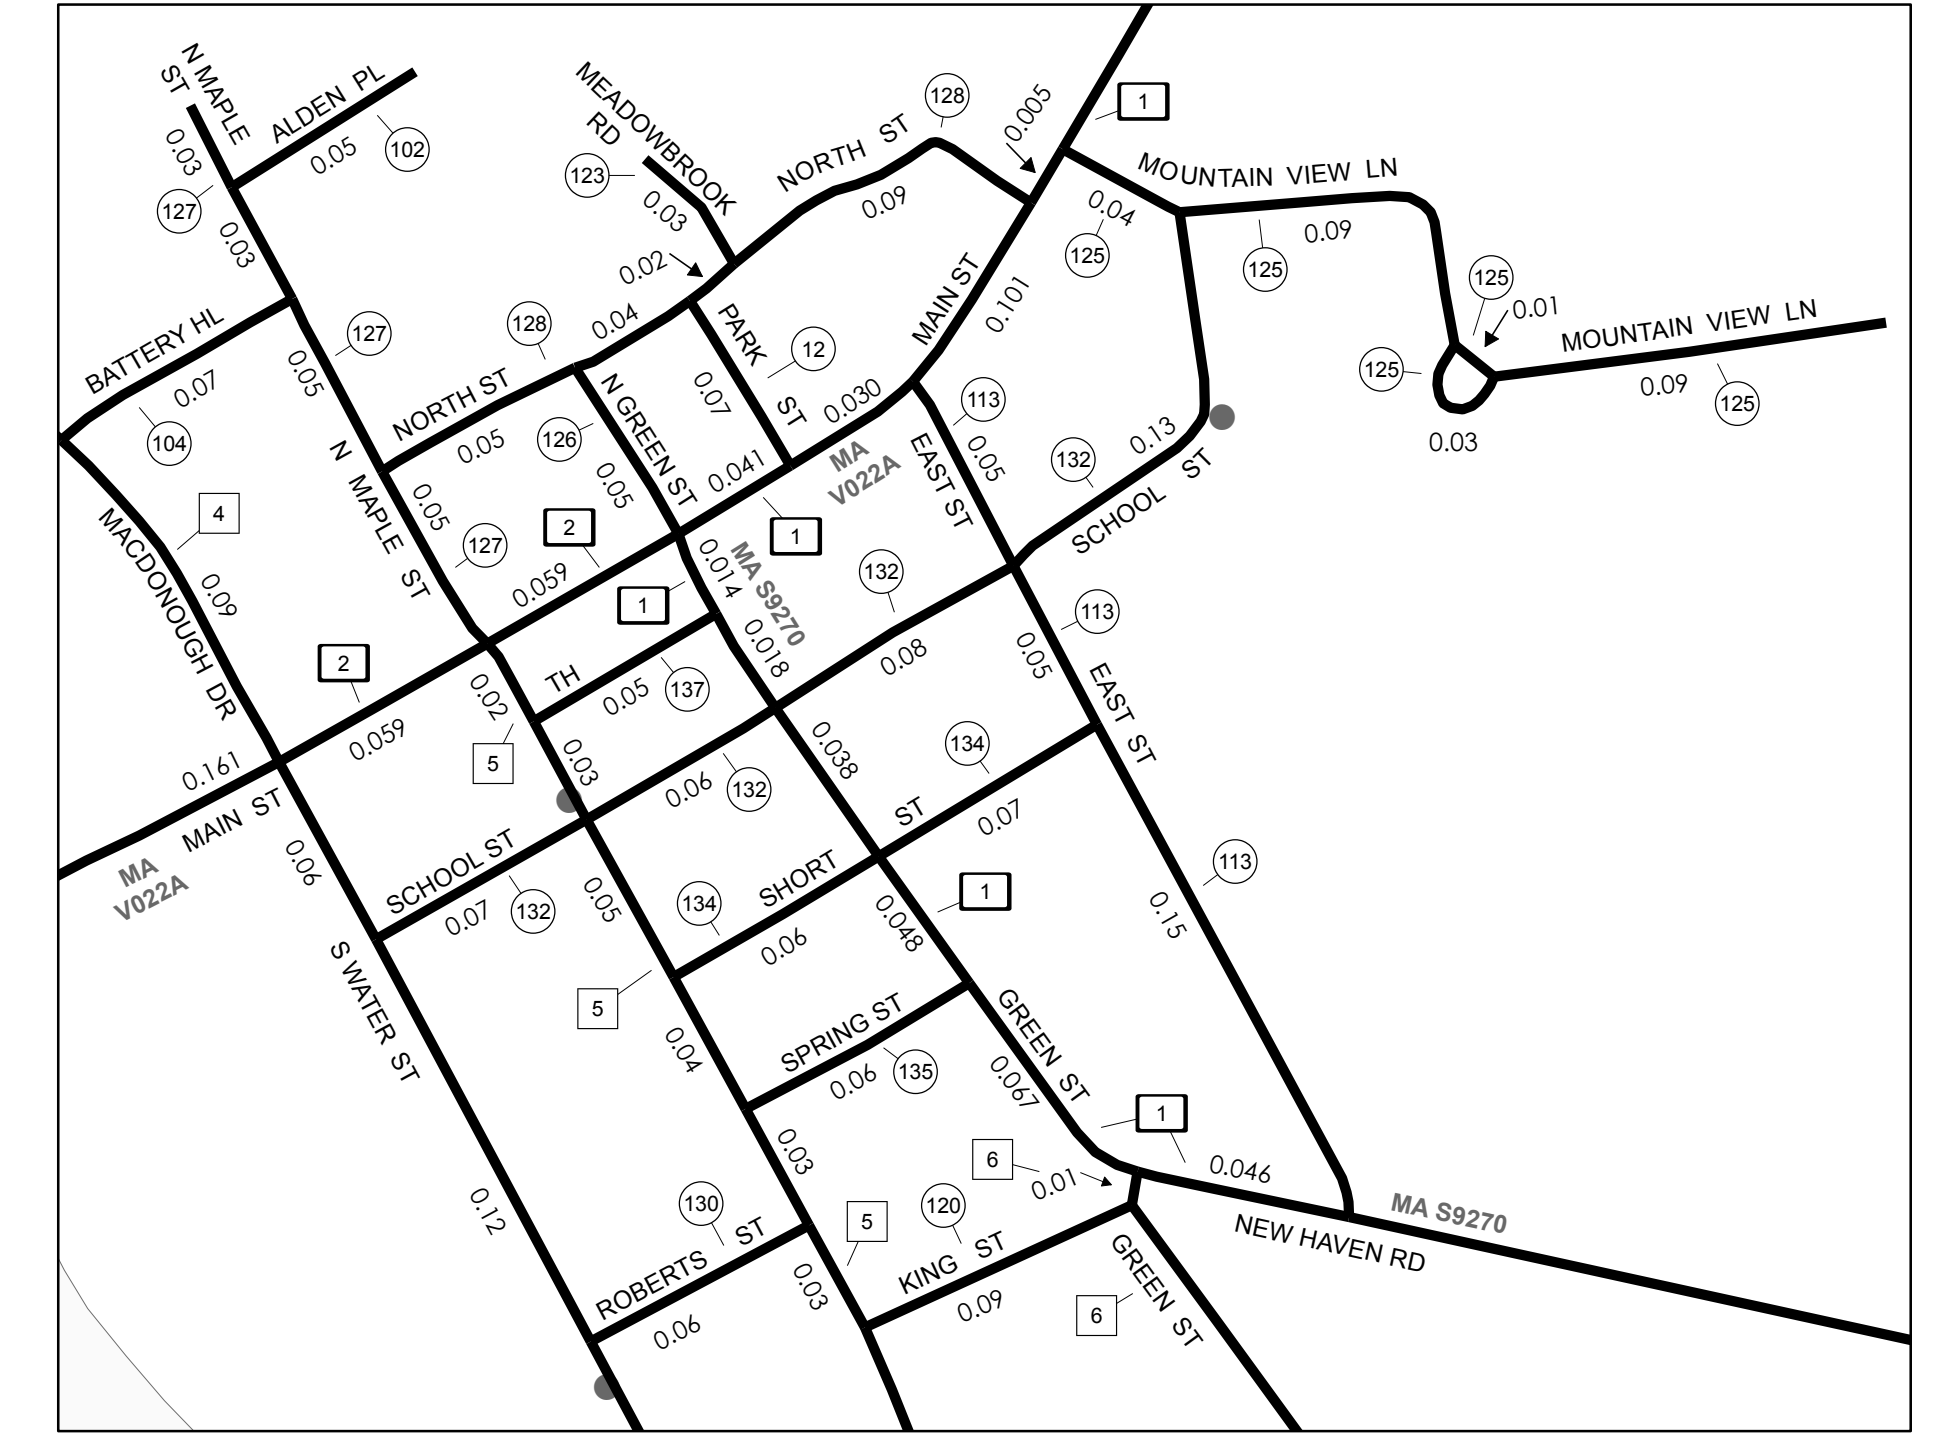 N MAPLE
ST
ALDEN PL
0.03
0.05
102
127
0.03
MEADOWBROOK
RD
123
0.03
NORTH ST
128
0.09
0.005
1
MOUNTAIN VIEW LN
0.04
125
0.09
125
125
0.01
MOUNTAIN VIEW LN
125
0.03
0.09
125
0.02
BATTERY HL
0.07
104
127
0.05
128
0.04
PARK
ST
12
0.07
MAIN ST
0.101
NORTH ST
0.05
126
N GREEN ST
0.05
0.030
0.041
MA
V022A
113
0.05
EAST ST
132
0.13
SCHOOL ST
4
MACDONOUGH DR
0.09
N MAPLE ST
0.05
127
2
0.059
1
1
0.014
MA S9270
0.018
132
0.08
113
0.05
EAST ST
2
0.059
0.02
TH
0.05
137
5
0.03
0.161
MAIN ST
MA
V022A
0.06
0.06
132
0.038
134
0.07
SHORT ST
SCHOOL ST
0.07
132
0.05
134
0.06
0.048
1
113
0.15
S WATER ST
5
0.04
SPRING ST
0.06
135
GREEN ST
0.067
1
0.03
6
0.01
0.046
MA S9270
NEW HAVEN RD
0.12
130
ROBERTS ST
0.06
5
0.03
120
KING ST
0.09
GREEN ST
6